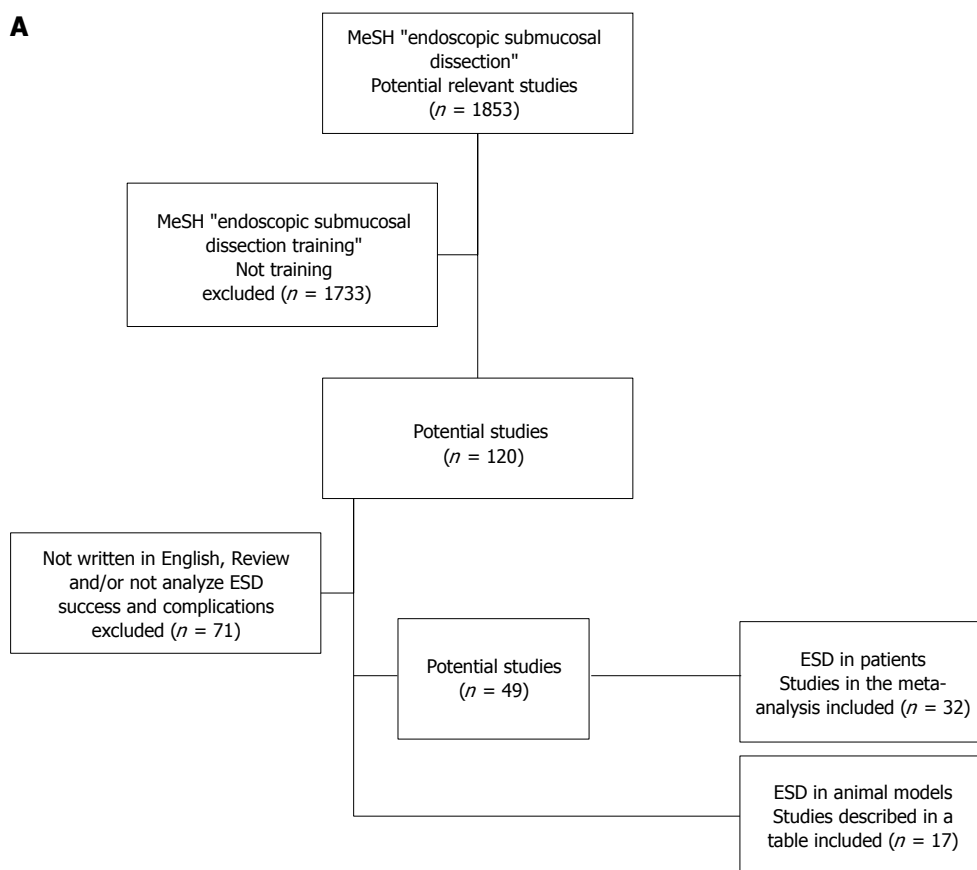 A
MeSH "endoscopic submucosal
dissection"
Potential relevant studies
(n = 1853)
MeSH "endoscopic submucosal
dissection training"
Not training
excluded (n = 1733)
Potential studies
(n = 120)
Not written in English, Review
and/or not analyze ESD
success and complications
excluded (n = 71)
Potential studies
(n = 49)
ESD in patients
Studies in the meta-
analysis included (n = 32)
ESD in animal models
Studies described in a
table included (n = 17)